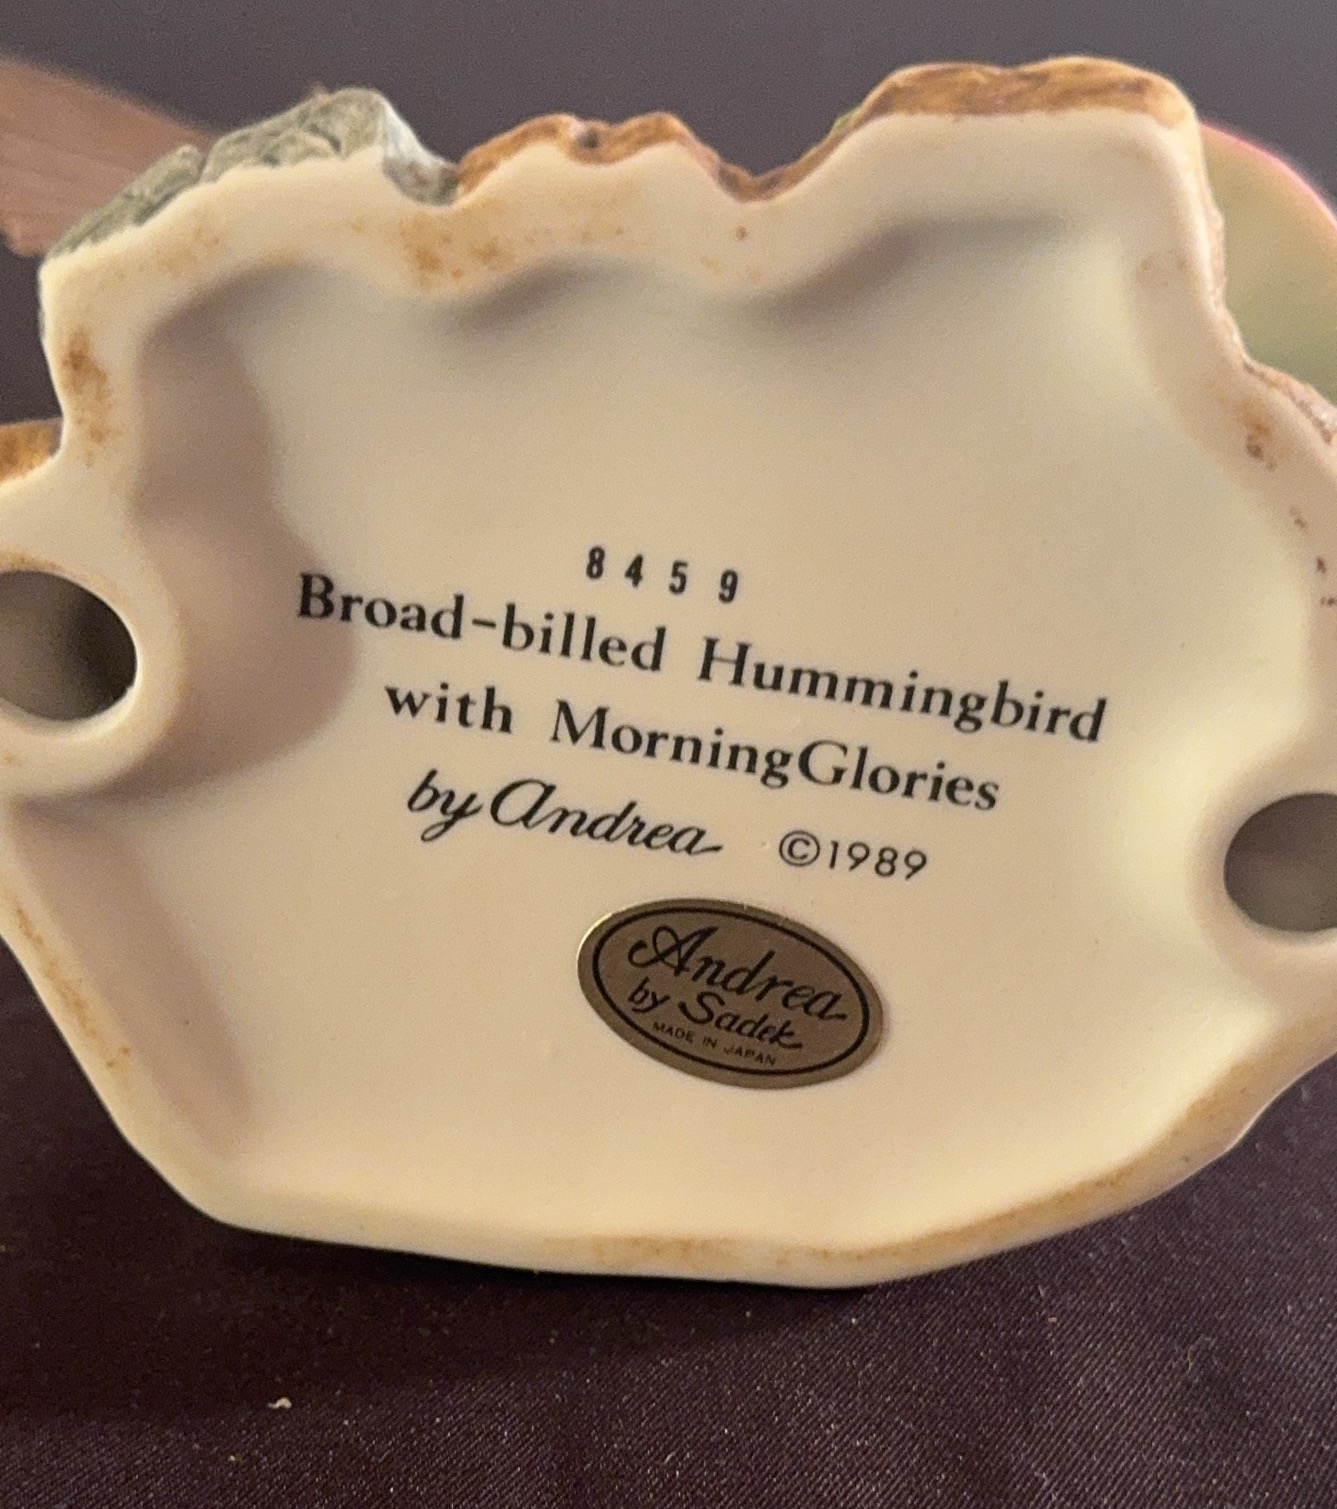 8459
Broad-billed Hummingbird
with MorningGlories
by Andrea ©1989
Andrea
by Sadek
MADE IN JAPAN